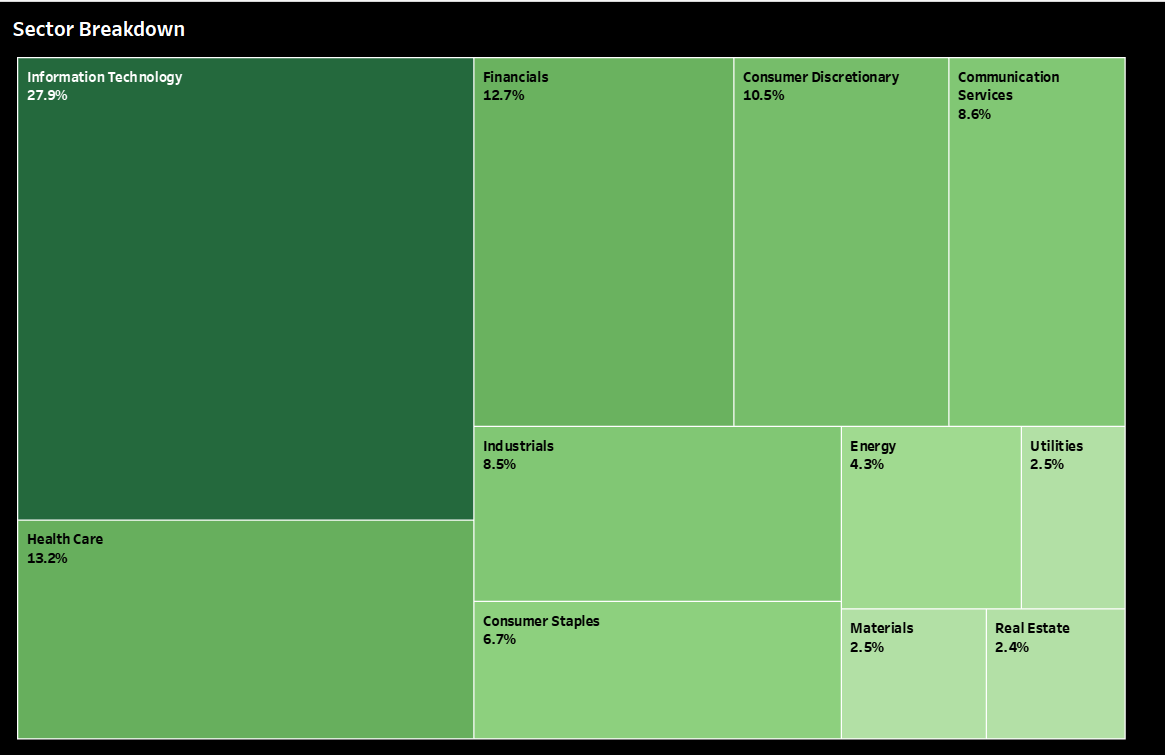 Sector Breakdown
Information Technology
27.9%
Financials
12.7%
Consumer Discretionary
10.5%
Communication
Services
8.6%
Health Care
13.2%
Industrials
8.5%
Energy
4.3%
Utilities
2.5%
Consumer Staples
6.7%
Materials
2.5%
Real Estate
2.4%